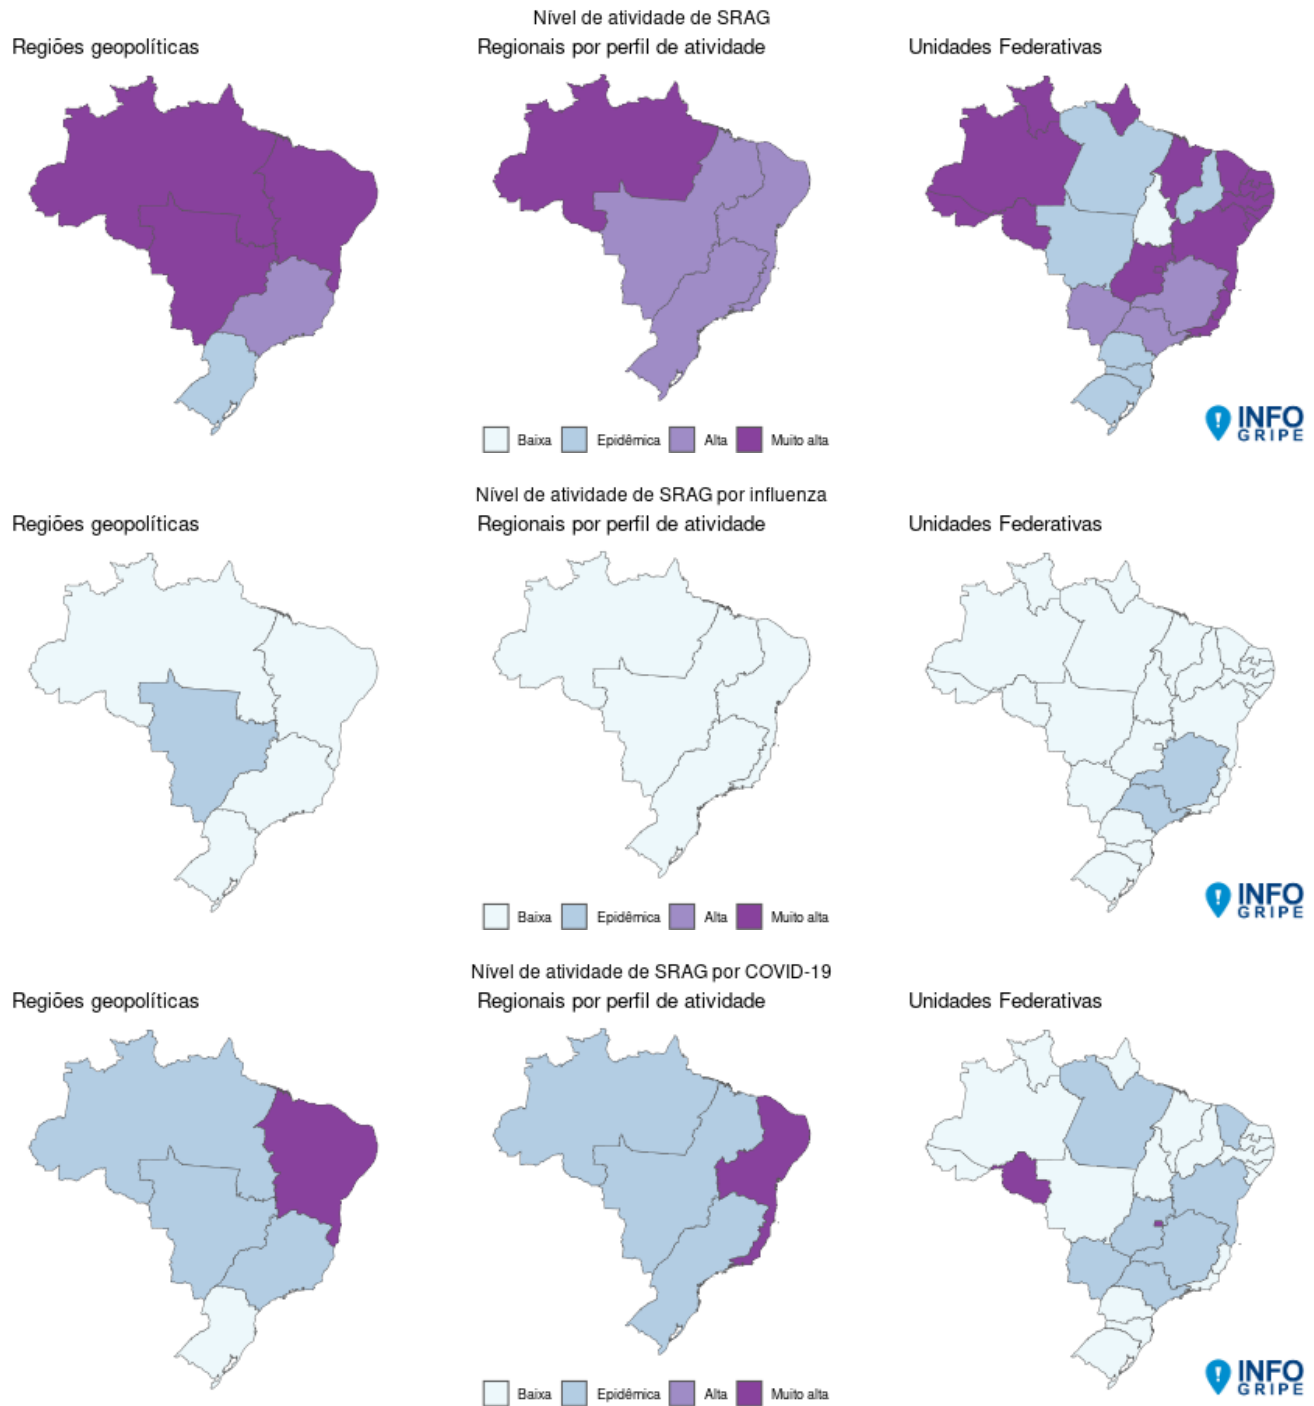 Nível de atividade de SRAG
Regiões geopolíticas
Regionais por perfil de atividade
Unidades Federativas
Baixa
Epidêmica
Alta
Muito alta
INFO
GRIPE
Nível de atividade de SRAG por influenza
Regiões geopolíticas
Regionais por perfil de atividade
Unidades Federativas
Baixa
Epidêmica
Alta
Muito alta
INFO
GRIPE
Nível de atividade de SRAG por COVID-19
Regiões geopolíticas
Regionais por perfil de atividade
Unidades Federativas
Baixa
Epidêmica
Alta
Muito alta
INFO
GRIPE